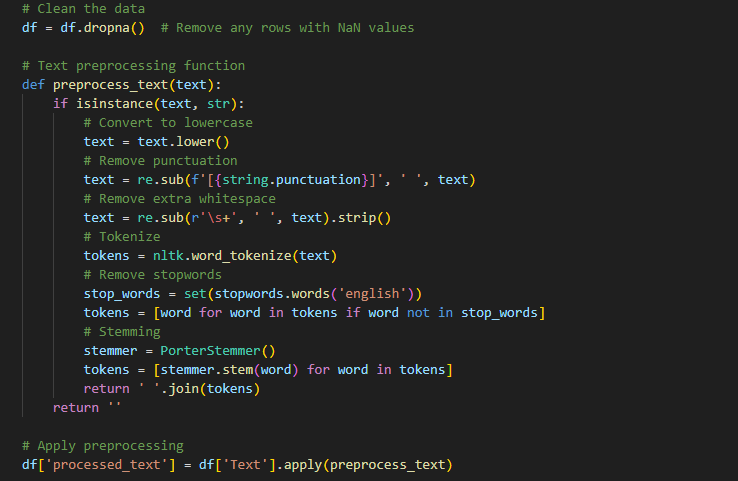 # Clean the data
df = df.dropna()  # Remove any rows with NaN values

# Text preprocessing function
def preprocess_text(text):
    if isinstance(text, str):
        # Convert to lowercase
        text = text.lower()
        # Remove punctuation
        text = re.sub(f'[{string.punctuation}]', ' ', text)
        # Remove extra whitespace
        text = re.sub(r'\s+', ' ', text).strip()
        # Tokenize
        tokens = nltk.word_tokenize(text)
        # Remove stopwords
        stop_words = set(stopwords.words('english'))
        tokens = [word for word in tokens if word not in stop_words]
        # Stemming
        stemmer = PorterStemmer()
        tokens = [stemmer.stem(word) for word in tokens]
        return ' '.join(tokens)
    return ''

# Apply preprocessing
df['processed_text'] = df['Text'].apply(preprocess_text)